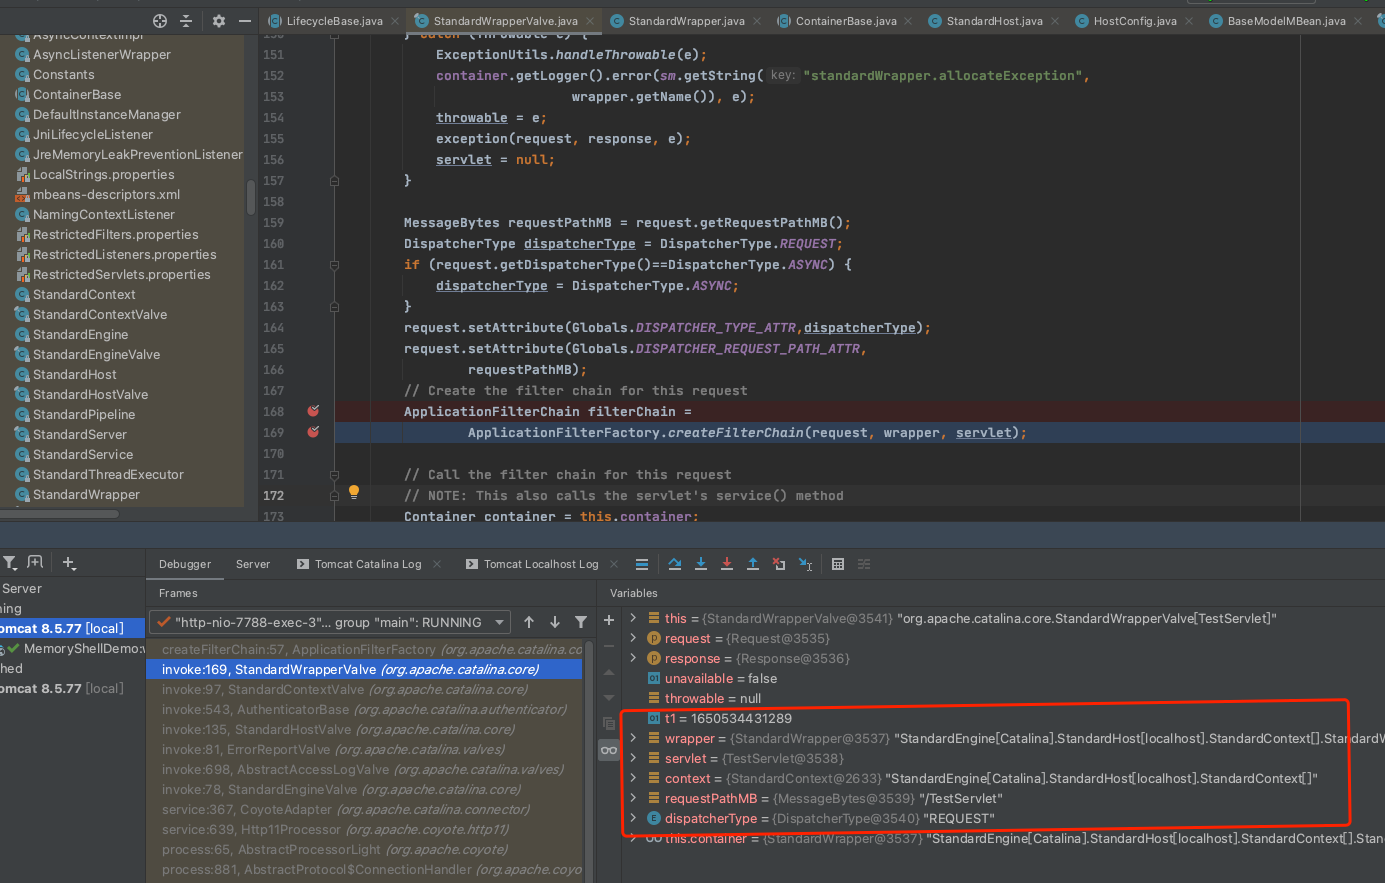 LifecycleBase.java
StandardWrapperValve.java
StandardWrapper.java
ContainerBase.java
StandardHost.java
HostConfig.java
BaseModelMBean.java
AsyncContextImpl
AsyncListenerWrapper
Constants
ContainerBase
DefaultInstanceManager
JniLifecycleListener
JreMemoryLeakPreventionListener
LocalStrings.properties
mbeans-descriptors.xml
NamingContextListener
RestrictedFilters.properties
RestrictedListeners.properties
RestrictedServlets.properties
StandardContext
StandardContextValve
StandardEngine
StandardEngineValve
StandardHost
StandardHostValve
StandardPipeline
StandardServer
StandardService
StandardThreadExecutor
StandardWrapper
150 } catch (Throwable e) {
151 ExceptionUtils.handleThrowable(e);
152 container.getLogger().error(sm.getString( key: "standardWrapper.allocateException",
153 wrapper.getName()), e);
154 throwable = e;
155 exception(request, response, e);
156 servlet = null;
157 }
158
159 MessageBytes requestPathMB = request.getRequestPathMB();
160 DispatcherType dispatcherType = DispatcherType.REQUEST;
161 if (request.getDispatcherType()==DispatcherType.ASYNC) {
162 dispatcherType = DispatcherType.ASYNC;
163 }
164 request.setAttribute(Globals.DISPATCHER_TYPE_ATTR,dispatcherType);
165 request.setAttribute(Globals.DISPATCHER_REQUEST_PATH_ATTR,
166 requestPathMB);
167 // Create the filter chain for this request
168 ApplicationFilterChain filterChain =
169 ApplicationFilterFactory.createFilterChain(request, wrapper, servlet);
170
171 // Call the filter chain for this request
172 // NOTE: This also calls the servlet's service() method
173 Container container = this.container;
Server
ning
omcat 8.5.77 [local]
MemoryShellDemo:w
hed
omcat 8.5.77 [local]
Debugger
Server
Tomcat Catalina Log
Tomcat Localhost Log
Frames
"http-nio-7788-exec-3"... group "main": RUNNING
createFilterChain:57, ApplicationFilterFactory (org.apache.catalina.co
invoke:169, StandardWrapperValve (org.apache.catalina.core)
invoke:97, StandardContextValve (org.apache.catalina.core)
invoke:543, AuthenticatorBase (org.apache.catalina.authenticator)
invoke:135, StandardHostValve (org.apache.catalina.core)
invoke:81, ErrorReportValve (org.apache.catalina.valves)
invoke:698, AbstractAccessLogValve (org.apache.catalina.valves)
invoke:78, StandardEngineValve (org.apache.catalina.core)
service:367, CoyoteAdapter (org.apache.catalina.connector)
service:639, Http11Processor (org.apache.coyote.http11)
process:65, AbstractProcessorLight (org.apache.coyote)
process:881, AbstractProtocol$ConnectionHandler (org.apache.coyo
Variables
this = {StandardWrapperValve@3541} "org.apache.catalina.core.StandardWrapperValve[TestServlet]"
request = {Request@3535}
response = {Response@3536}
unavailable = false
throwable = null
t1 = 1650534431289
wrapper = {StandardWrapper@3537} "StandardEngine[Catalina].StandardHost[localhost].StandardContext[].StandardW
servlet = {TestServlet@3538}
context = {StandardContext@2633} "StandardEngine[Catalina].StandardHost[localhost].StandardContext[]"
requestPathMB = {MessageBytes@3539} "/TestServlet"
dispatcherType = {DispatcherType@3540} "REQUEST"
this.container = {StandardWrapper@3537} "StandardEngine[Catalina].StandardHost[localhost].StandardContext[].Stan